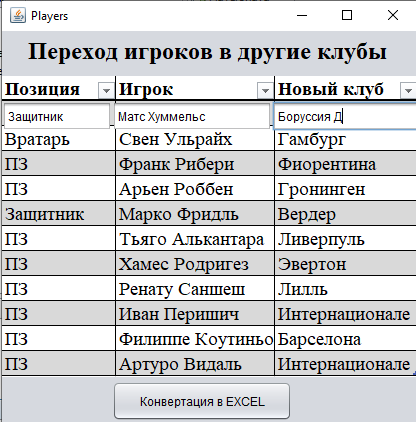 Players
Переход игроков в другие клубы
Позиция Игрок Новый клуб
Защитник Матс Хуммельс Боруссия Д
Вратарь Свен Ульрайх Гамбург
ПЗ Франк Рибери Фиорентина
ПЗ Арьен Роббен Гронинген
Защитник Марко Фридль Вердер
ПЗ Тьяго Алькантара Ливерпуль
ПЗ Хамес Родригез Эвертон
ПЗ Ренату Саншеш Лилль
ПЗ Иван Перишич Интернационале
ПЗ Филиппе Коутиньо Барселона
ПЗ Артуро Видаль Интернационале
Конвертация в EXCEL